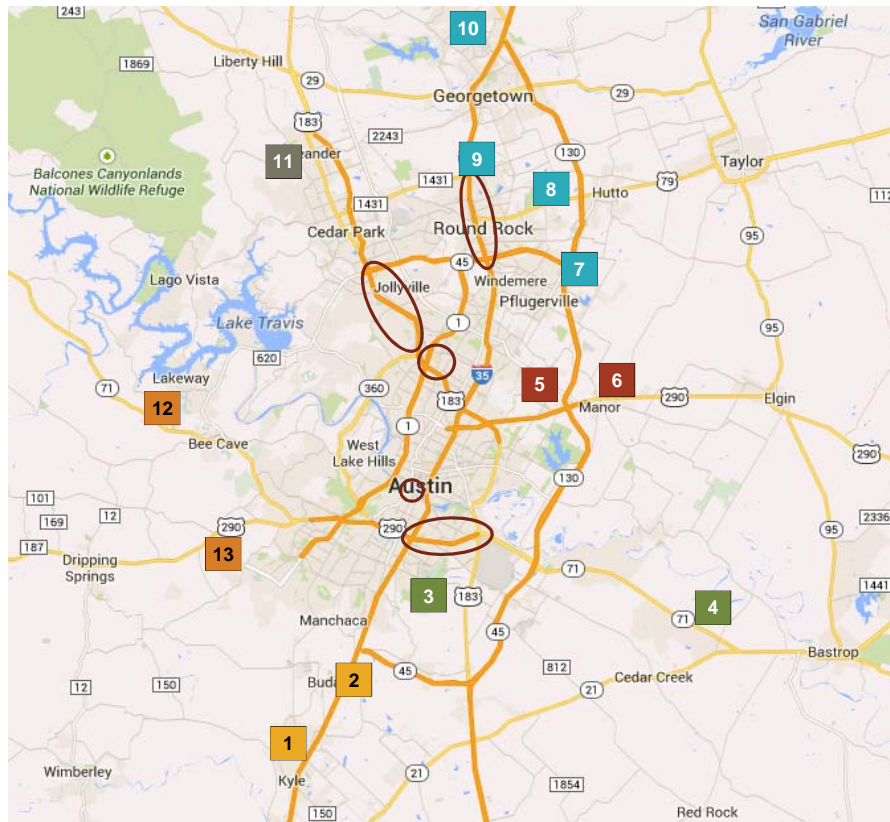 243
10
San Gabriel
River
1869
Liberty Hill
29
Georgetown
29
183
2243
130
11
eander
9
Taylor
Balcones Canyonlands
National Wildlife Refuge
1431
8
Hutto
79
112
1431
Cedar Park
Round Rock
95
45
7
Lago Vista
Jollyville
Windemere
Pflugerville
Lake Travis
1
95
620
35
71
Lakeway
360
5
6
183
Manor
290
Elgin
12
1
Bee Cave
West
Lake Hills
290
130
Austin
101
12
169
290
290
2336
95
187
13
Dripping
Springs
71
3
183
4
1441
71
Manchaca
45
Bastrop
812
12
150
Buda
2
45
Cedar Creek
21
1
Wimberley
Kyle
21
1854
150
Red Rock